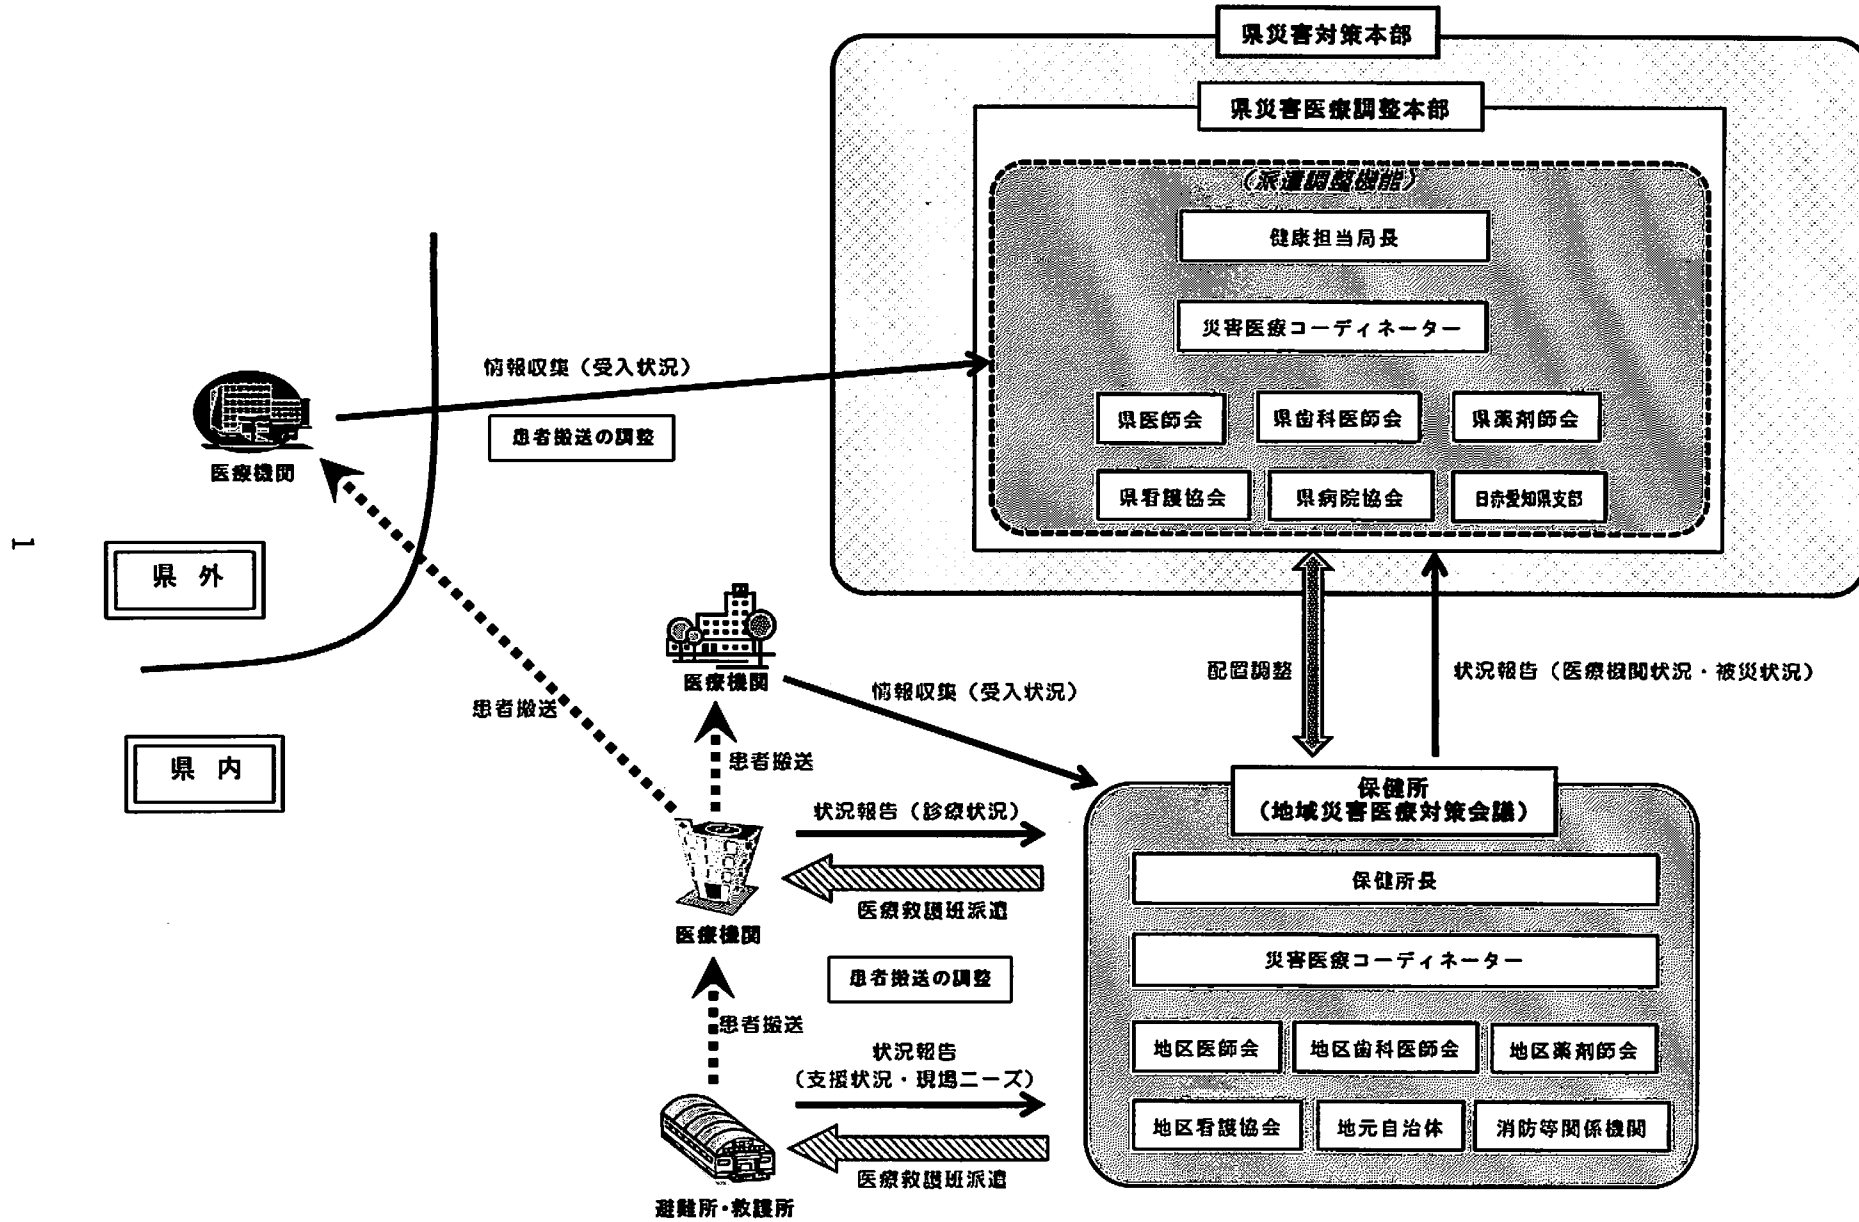 県災害対策本部
県災害医療調整本部
（派遣調整機能）
健康担当局長
災害医療コーディネーター
県医師会
県歯科医師会
県薬剤師会
県看護協会
県病院協会
日赤愛知県支部
情報収集（受入状況）
患者搬送の調整
医療機関
県 外
県 内
1
患者搬送
医療機関
情報収集（受入状況）
配置調整
状況報告（医療機関状況・被災状況）
患者搬送
保健所
（地域災害医療対策会議）
状況報告（診療状況）
保健所長
医療救護班派遣
医療機関
災害医療コーディネーター
患者搬送の調整
患者搬送
地区医師会
地区歯科医師会
地区薬剤師会
状況報告
（支援状況・現場ニーズ）
地区看護協会
地元自治体
消防等関係機関
医療救護班派遣
避難所・救護所